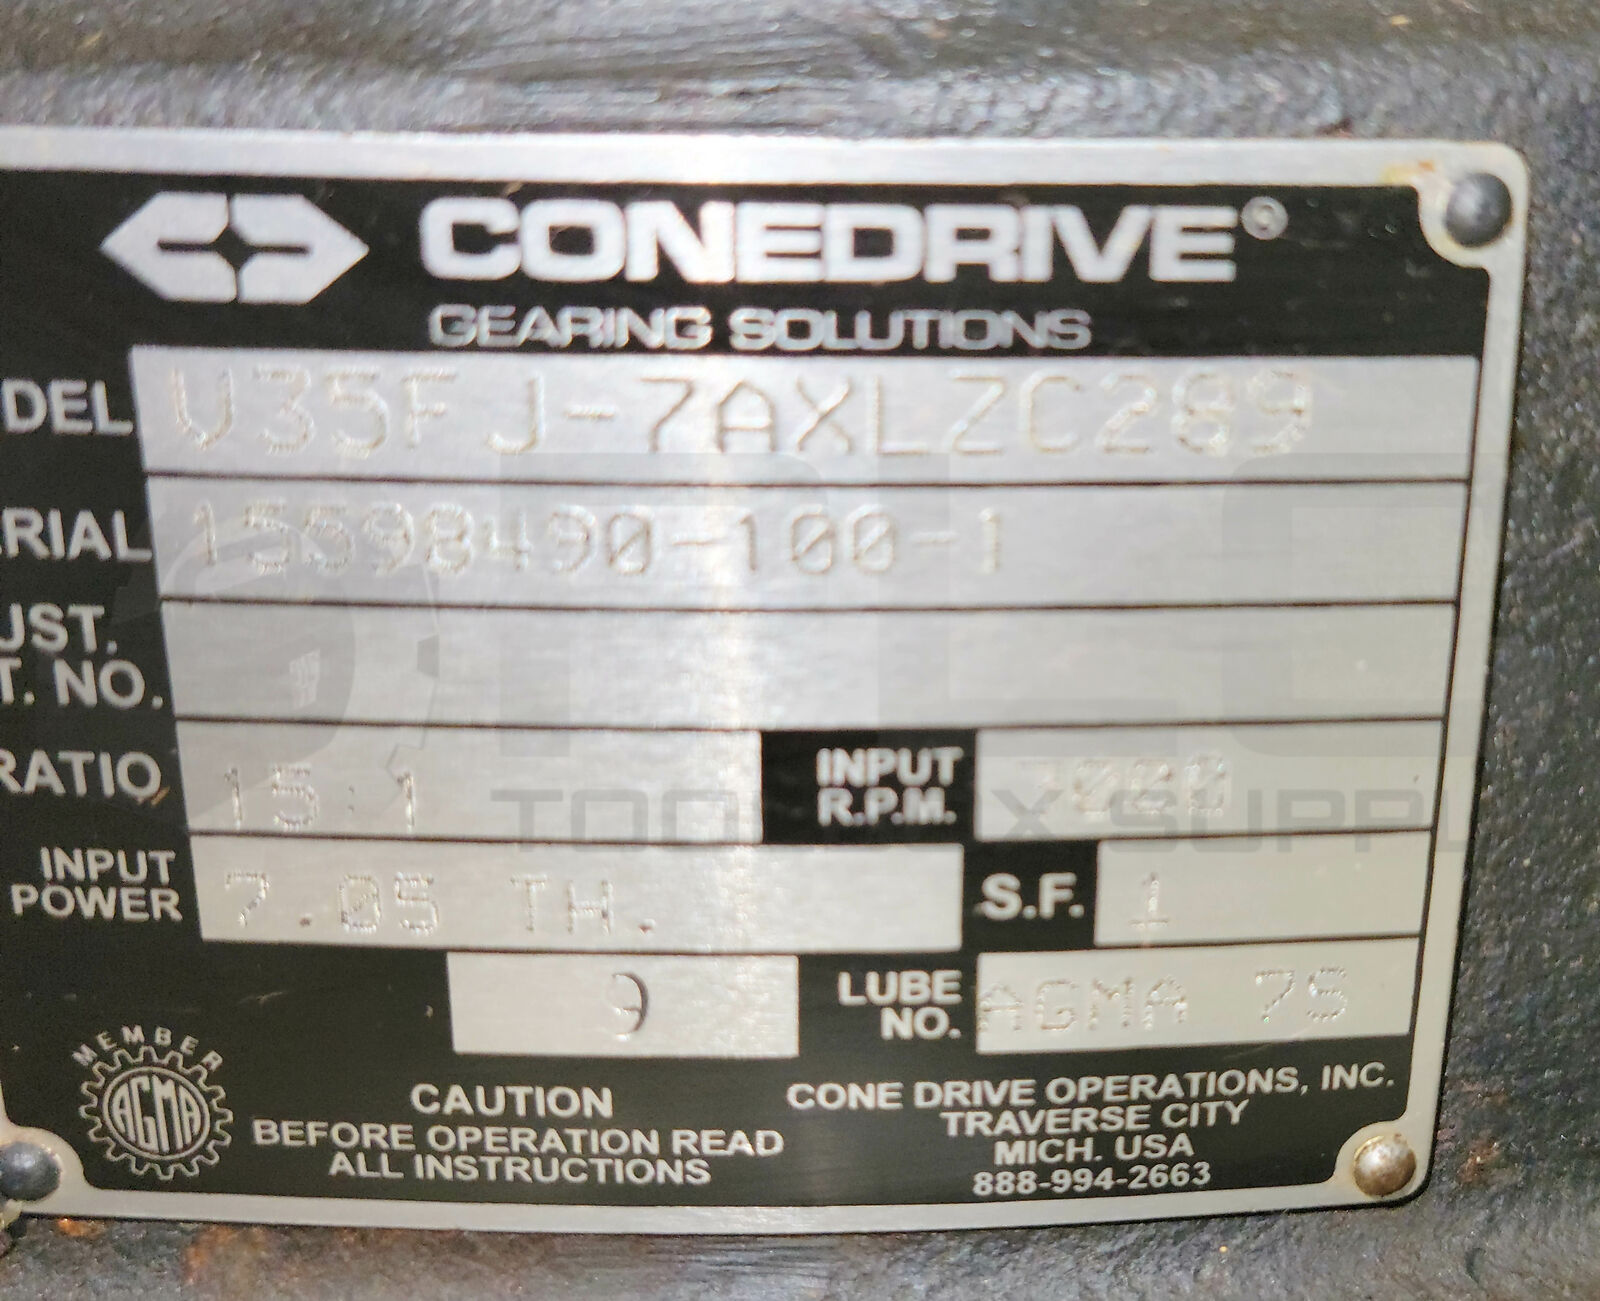 CONEDRIVE®
GEARING SOLUTIONS
DEL V35FJ-7AXLZC289
ERIAL 15598490-100-1
UST.
T. NO.
RATIO 15:1 INPUT R.P.M.
INPUT POWER 7.05 TH. S.F. 1
9 LUBE NO. AGMA 7S
MEMBER
AGMA
CAUTION
BEFORE OPERATION READ
ALL INSTRUCTIONS
CONE DRIVE OPERATIONS, INC.
TRAVERSE CITY
MICH. USA
888-994-2663